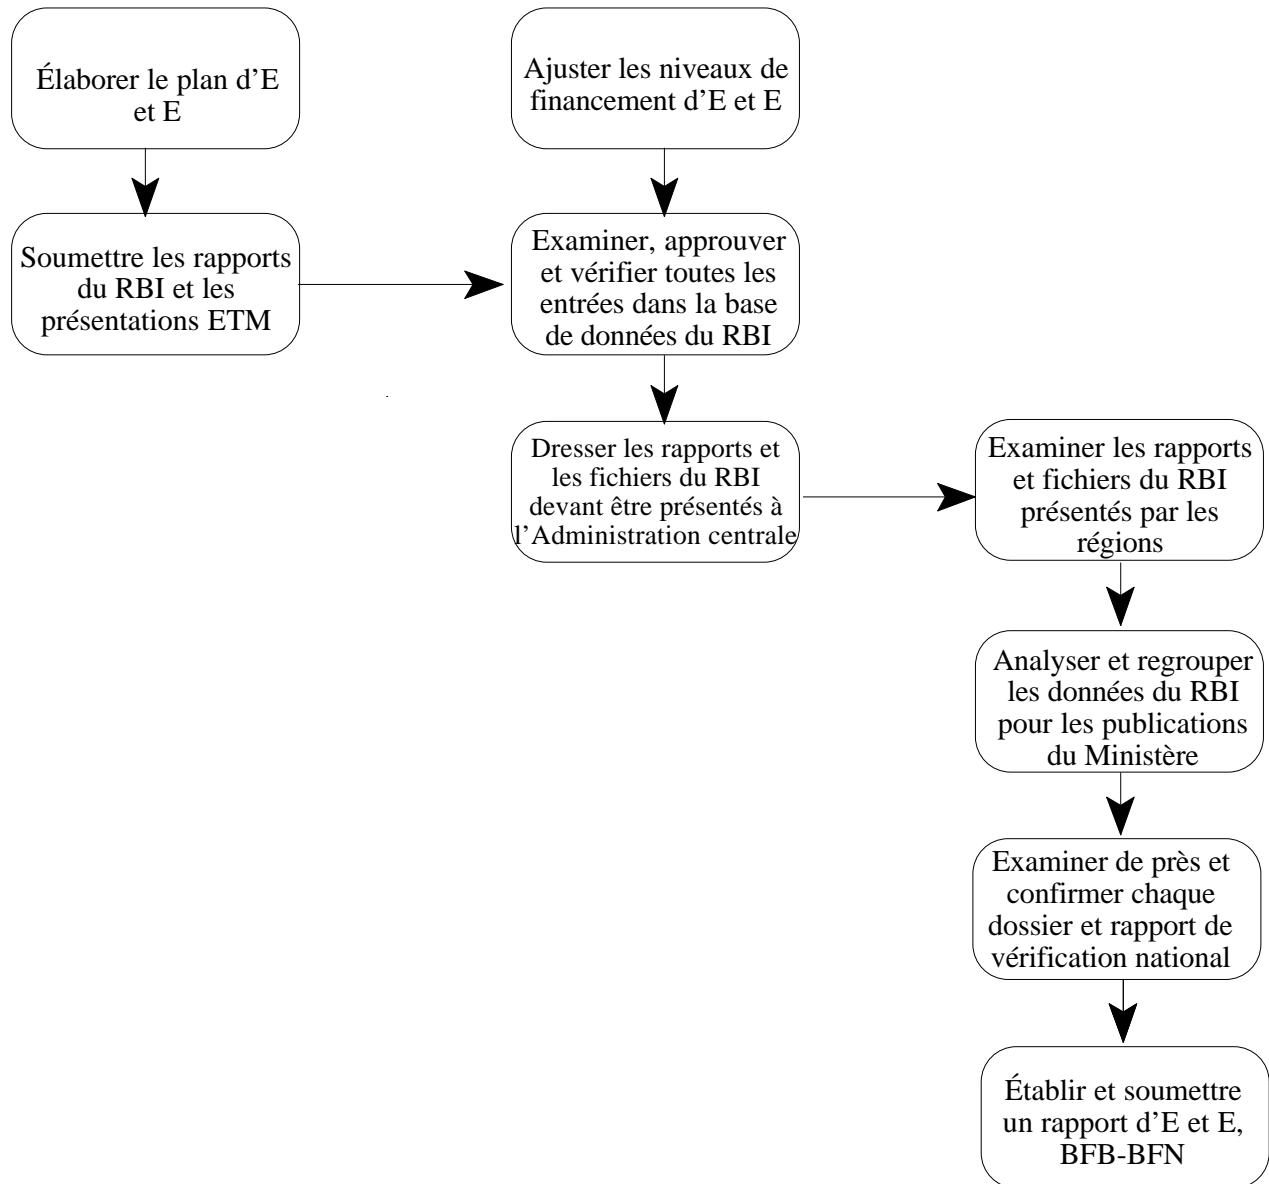 Élaborer le plan d’E
et E
Ajuster les niveaux de
financement d’E et E
Soumettre les rapports
du RBI et les
présentations ETM
Examiner, approuver
et vérifier toutes les
entrées dans la base
de données du RBI
Dresser les rapports et
les fichiers du RBI
devant être présentés à
l’Administration centrale
Examiner les rapports
et fichiers du RBI
présentés par les
régions
Analyser et regrouper
les données du RBI
pour les publications
du Ministère
Examiner de près et
confirmer chaque
dossier et rapport de
vérification national
Établir et soumettre
un rapport d’E et E,
BFB-BFN